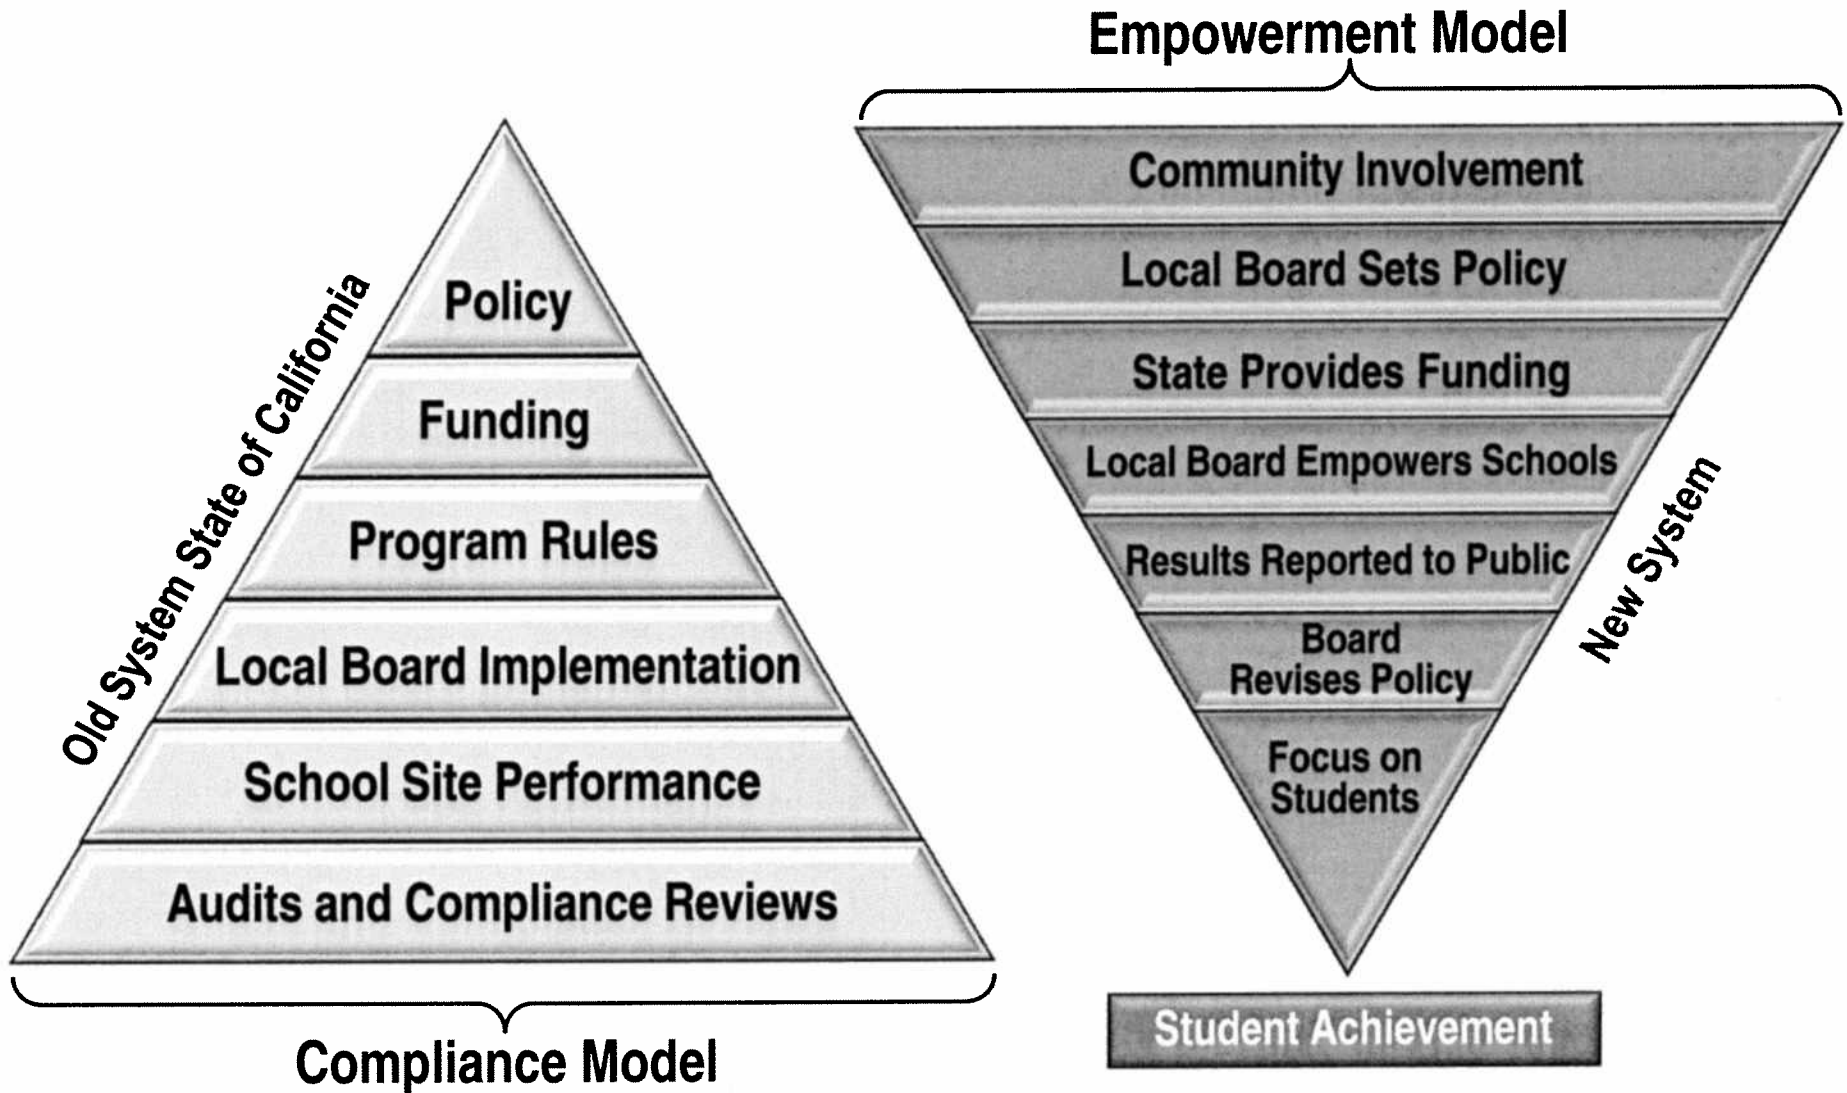 Empowerment Model
Old System State of California
Policy
Funding
Program Rules
Local Board Implementation
School Site Performance
Audits and Compliance Reviews
Compliance Model
Community Involvement
Local Board Sets Policy
State Provides Funding
Local Board Empowers Schools
Results Reported to Public
Board
Revises Policy
Focus on
Students
New System
Student Achievement